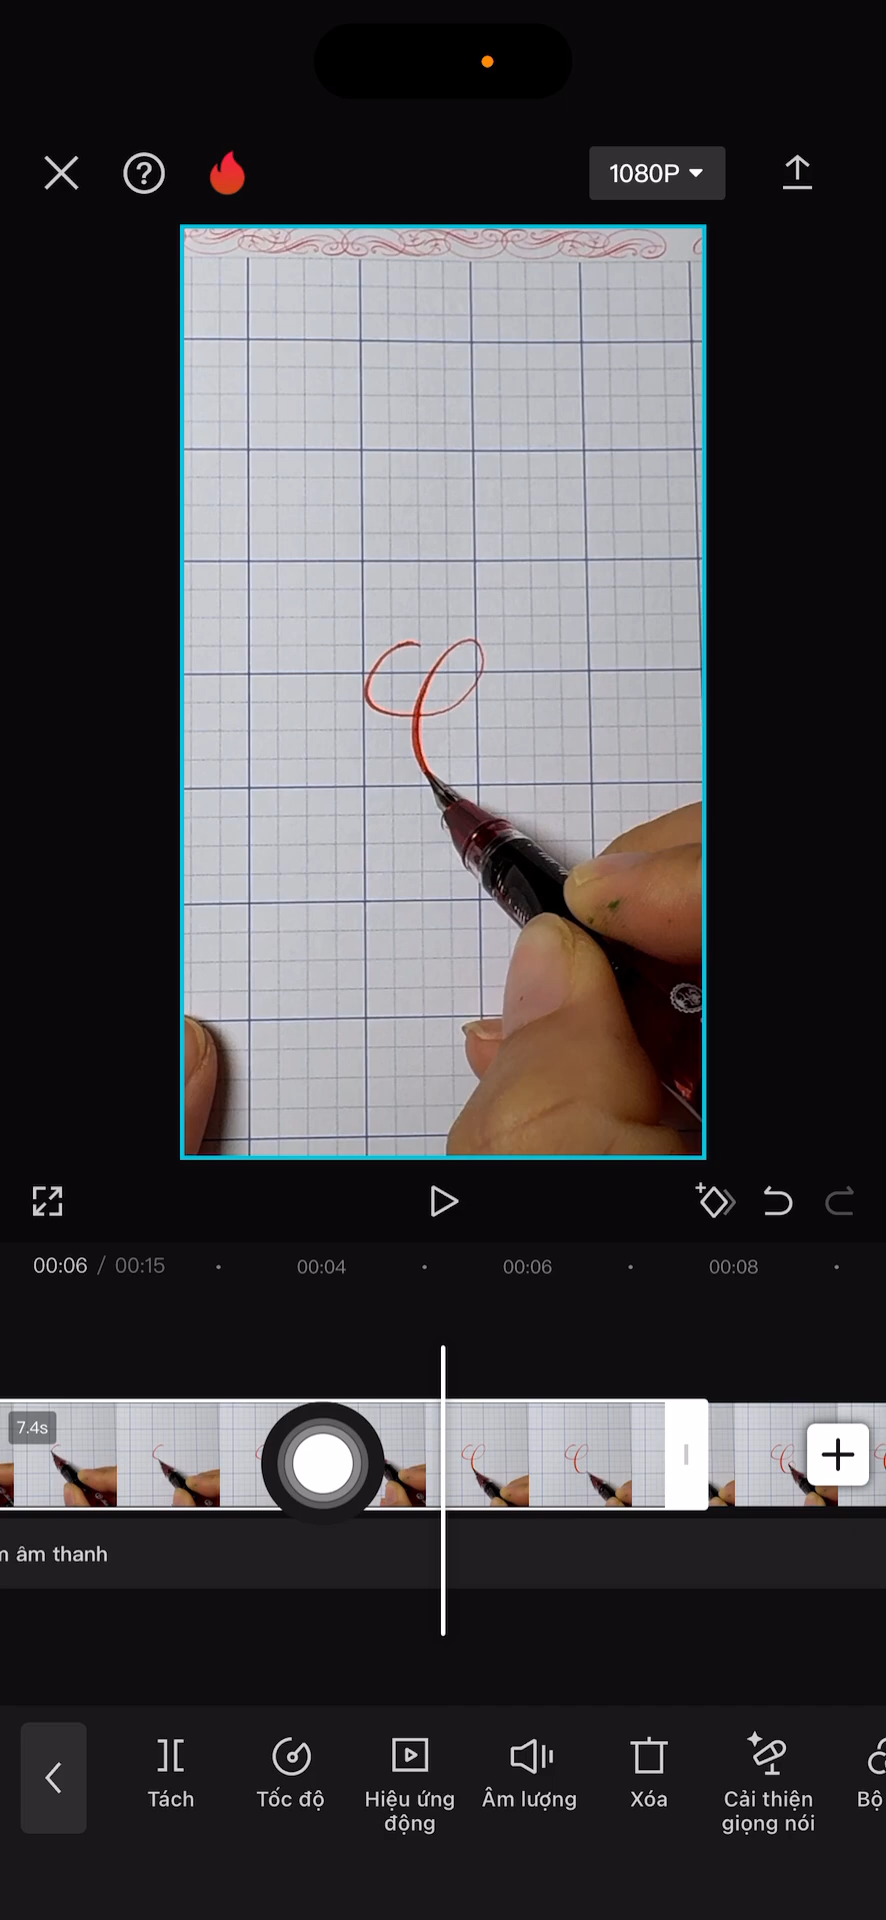 1080P
00:06 / 00:15
00:04
00:06
00:08
7.4s
âm thanh
Tách
Tốc độ
Hiệu ứng
động
Âm lượng
Xóa
Cải thiện
giọng nói
Bộ